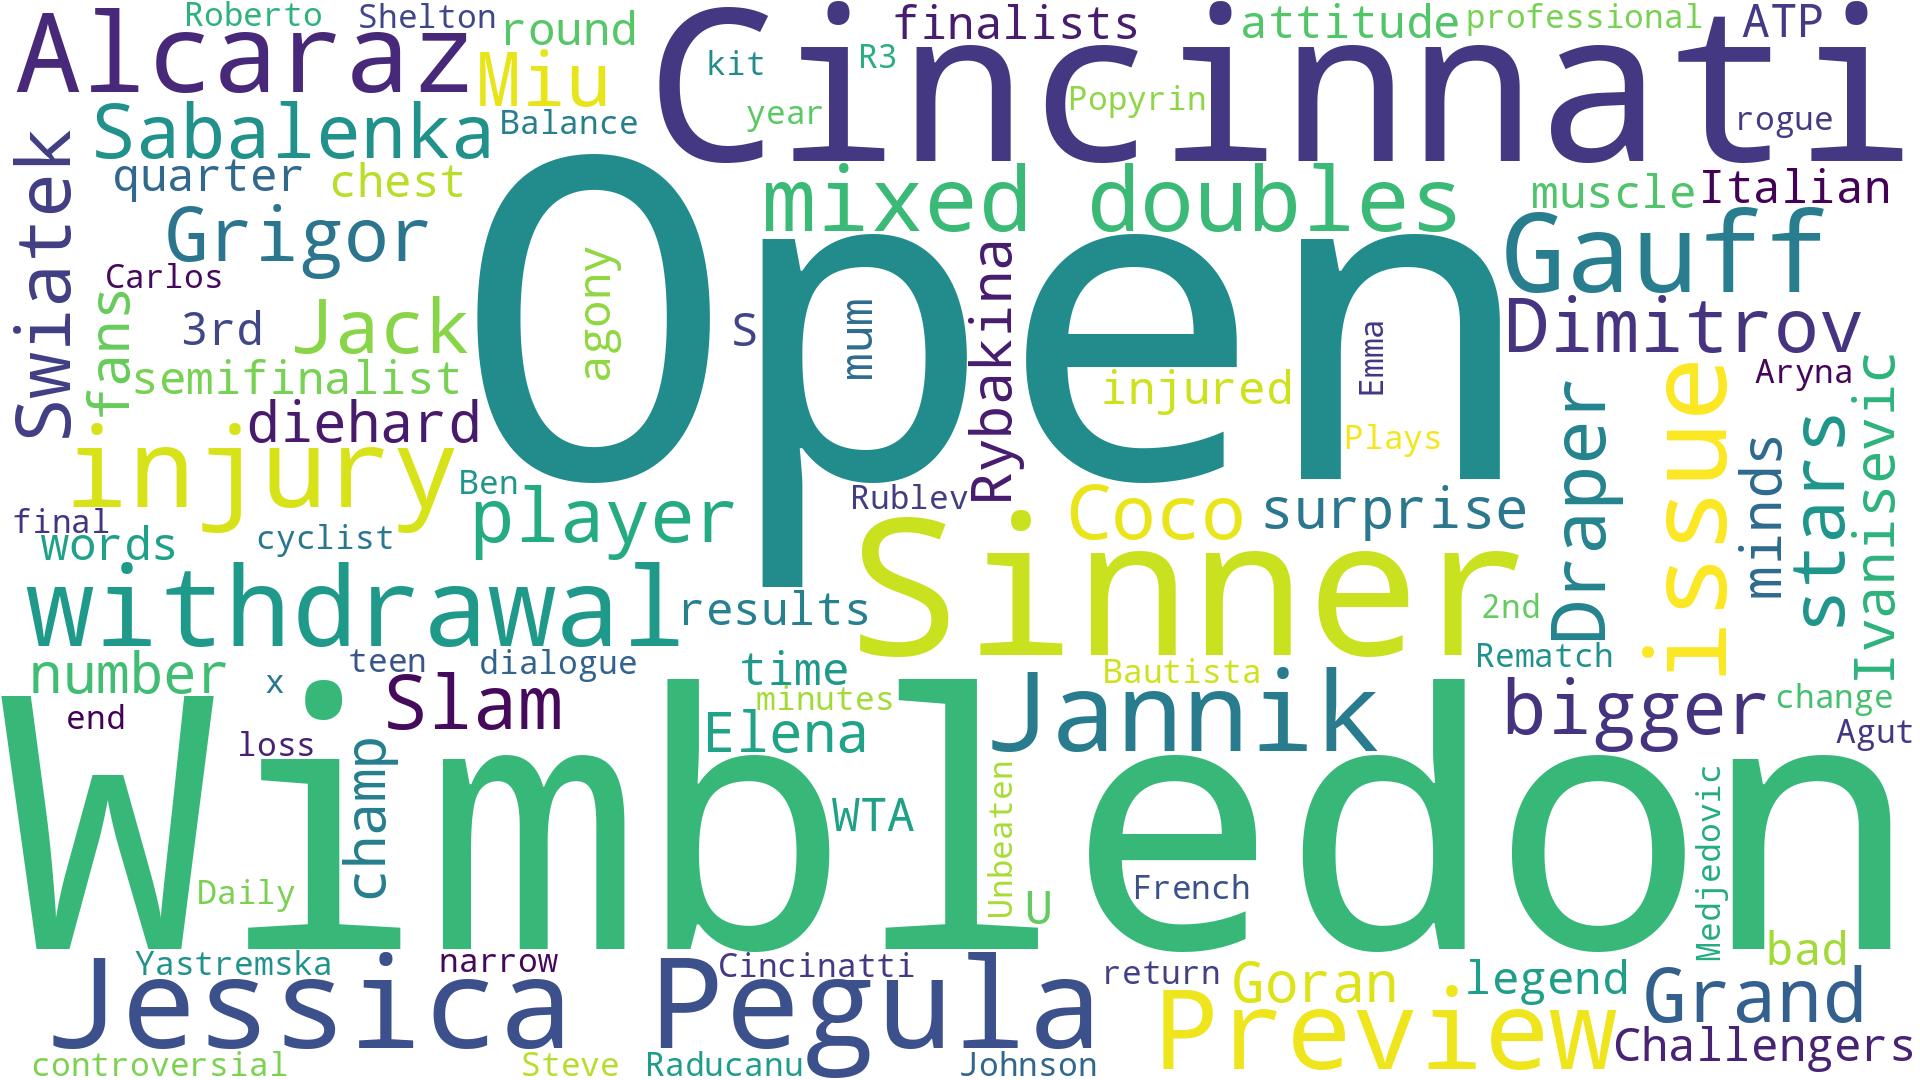 Roberto
Shelton
Alcaraz
round
Miu
Cincinnati
finalists
attitude
professional
ATP
kit
R3
year
Popyrin
rogue
Swiatek
Sabalenka
Balance
quarter
chest
mixed doubles
muscle
Italian
Grigor
Open
Gauff
Carlos
fans
3rd
Jack
agony
S
mum
Rybakina
Emma
Dimitrov
semifinalist
injured
Aryna
diehard
Plays
injury
Draper
issue
minds
stars
Ivanisevic
Ben
player
Rublev
Coco
surprise
final
words
cyclist
Sinner
withdrawal
results
2nd
number
x
teen
dialogue
time
Bautista
Rematch
end
Slam
minutes
Jannik
bigger
change
loss
champ
Elena
Agut
Wimbledon
WTA
Unbeaten
U
French
Medjedovic
Daily
bad
Yastremska
narrow
Cincinatti
return
Goran
legend
Jessica Pegula
Preview
Grand
Challengers
controversial
Steve
Raducanu
Johnson